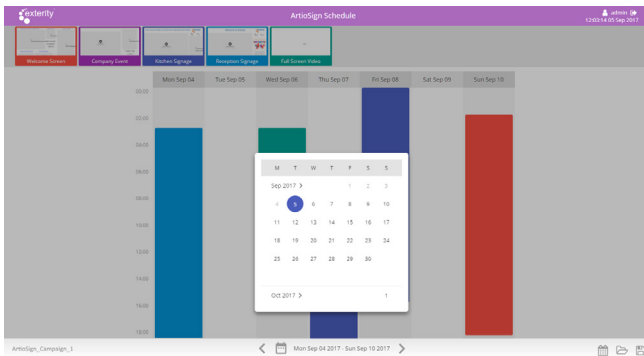 exterity
ArtioSign Schedule
admin
12:03:14 05 Sep 2017
Welcome Screen
Company Event
Kitchen Signage
Reception Signage
Full Screen Video
Mon Sep 04 Tue Sep 05 Wed Sep 06 Thu Sep 07 Fri Sep 08 Sat Sep 09 Sun Sep 10
00:00
02:00
04:00
06:00
08:00
10:00
12:00
14:00
16:00
18:00
M T W T F S S
Sep 2017 1 2 3
4 5 6 7 8 9 10
11 12 13 14 15 16 17
18 19 20 21 22 23 24
25 26 27 28 29 30
Oct 2017 1
ArtioSign_Campaign_1
Mon Sep 04 2017 - Sun Sep 10 2017